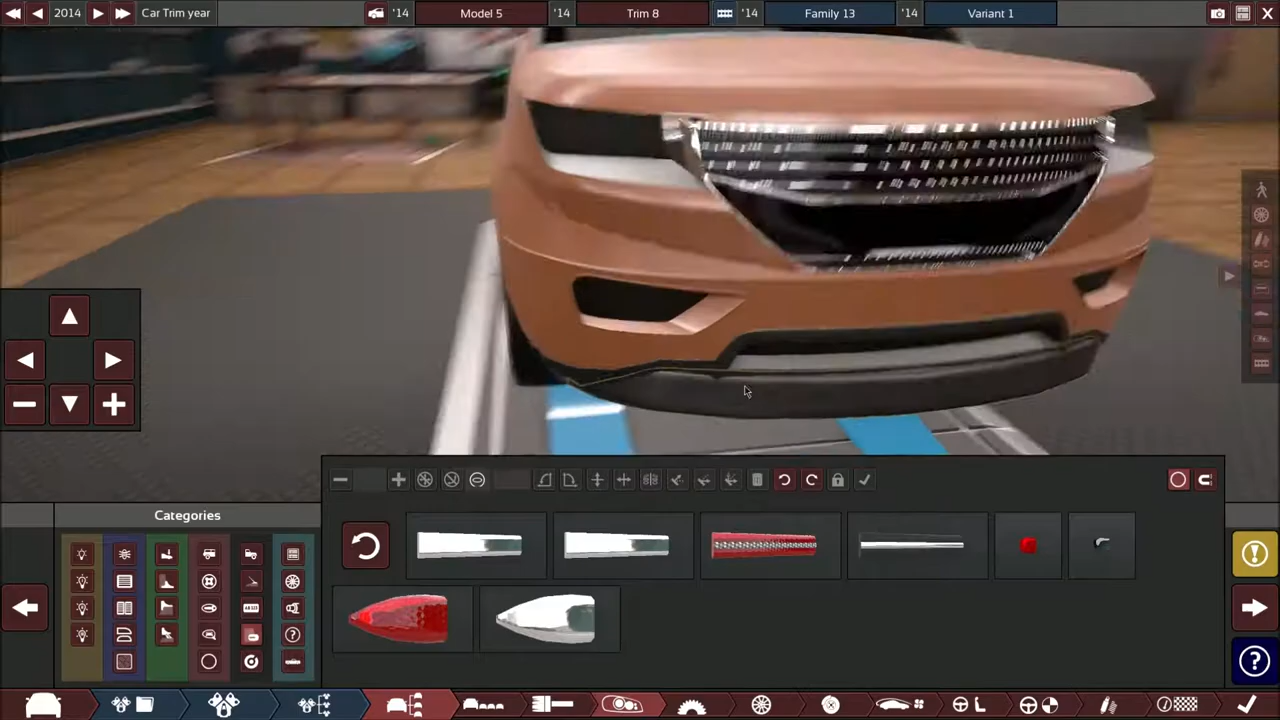 2014 Car Trim year '14 Model 5 '14 Trim 8 '14 Family 13 '14 Variant 1
Categories